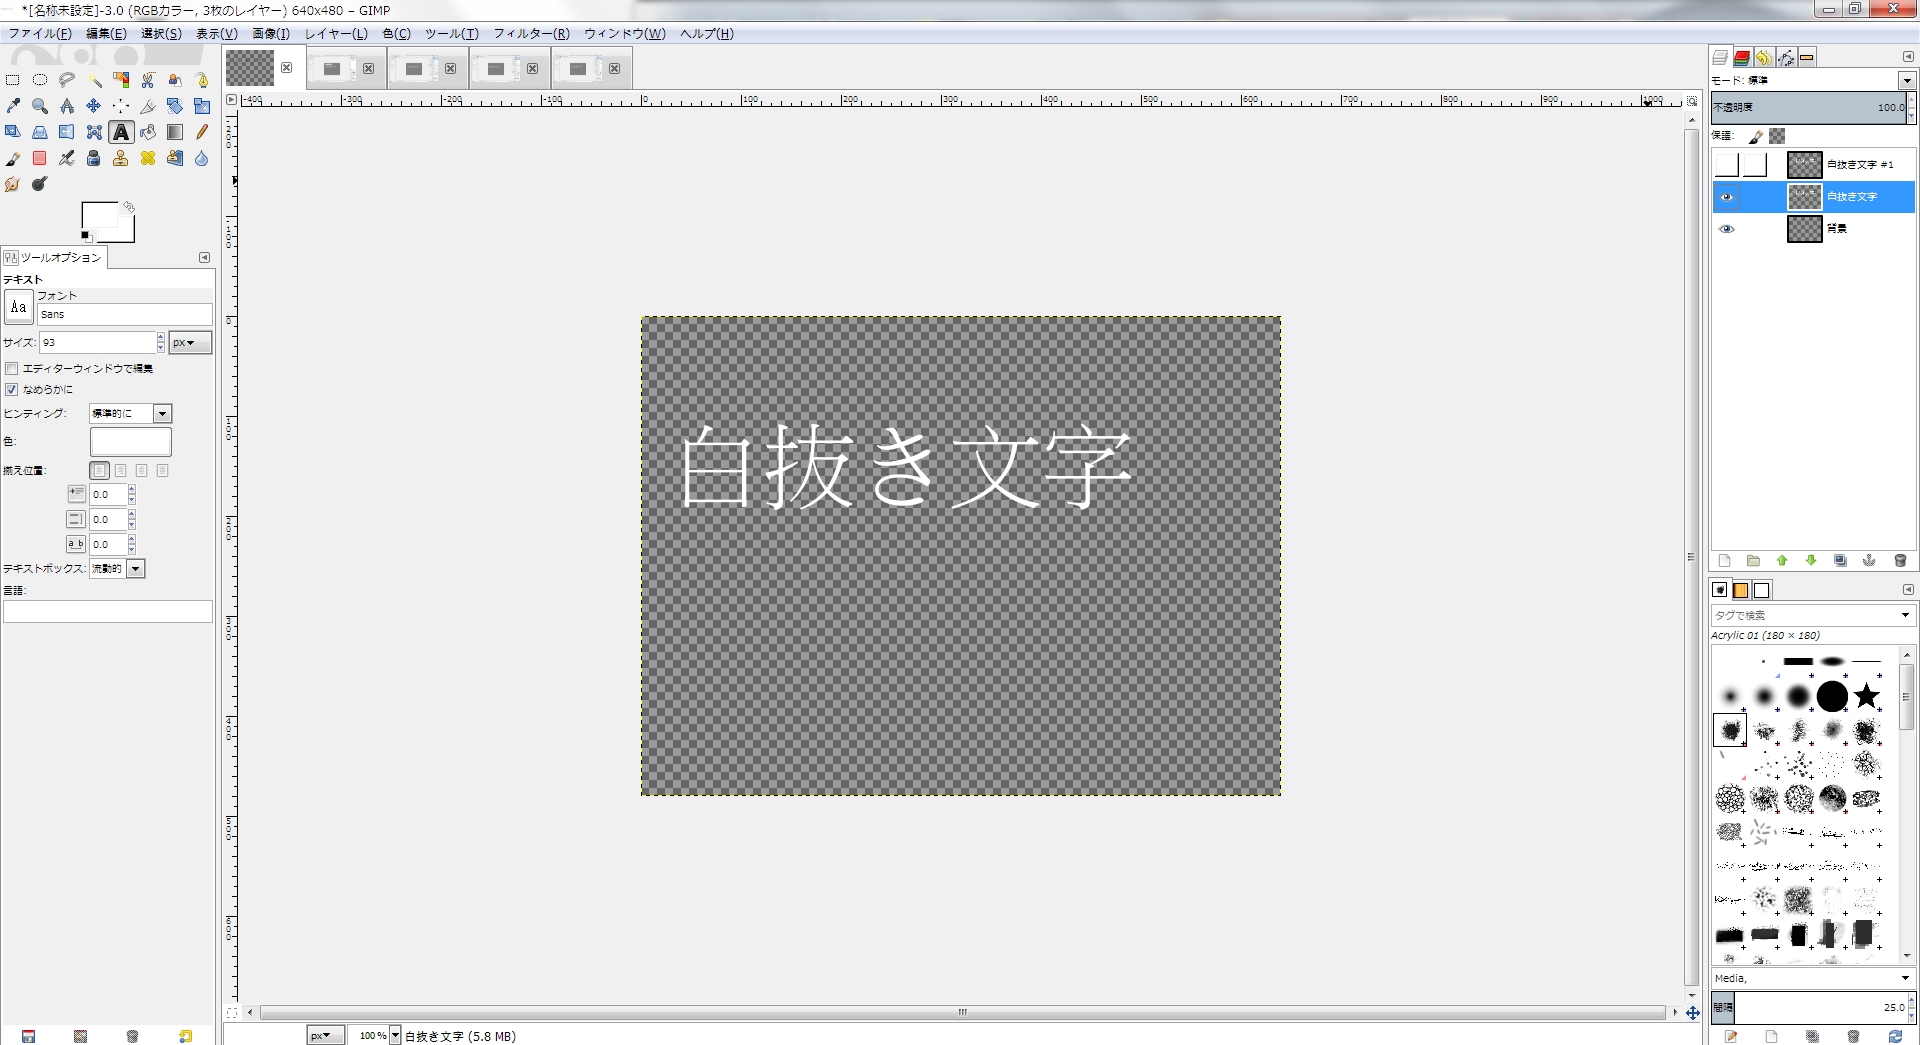 *[名称未設定]-3.0 (RGBカラー, 3枚のレイヤー) 640x480 – GIMP
ファイル(F) 編集(E) 選択(S) 表示(V) 画像(I) レイヤー(L) 色(C) ツール(T) フィルター(R) ウィンドウ(W) ヘルプ(H)
ツールオプション
テキスト
フォント
Aa
Sans
サイズ: 93 px
エディターウィンドウで編集
なめらかに
ヒンティング: 標準的に
色:
揃え位置:
0.0
0.0
a b 0.0
テキストボックス: 流動的
言語:
-400 -300 -200 -100 0 100 200 300 400 500 600 700 800 900 1000
-200
-100
0
100
200
300
400
500
600
白抜き文字
px 100 % 白抜き文字 (5.8 MB)
モード: 標準
不透明度 100.0
保護:
白抜き文字 #1
白抜き文字
背景
タグで検索
Acrylic 01 (180 × 180)
Media,
間隔 25.0